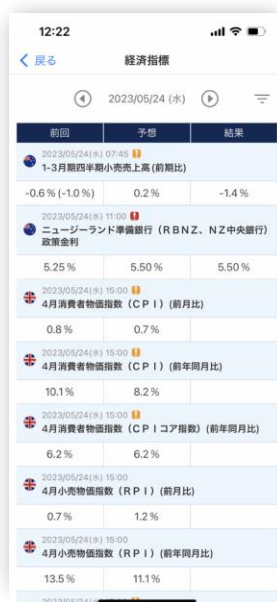 12:22
戻る 経済指標
2023/05/24 (水)
前回 予想 結果
2023/05/24(水) 07:45
1-3月期四半期小売売上高 (前期比)
-0.6 % (-1.0 %) 0.2 % -1.4 %
2023/05/24(水) 11:00
ニュージーランド準備銀行（ＲＢＮＺ、ＮＺ中央銀行）
政策金利
5.25 % 5.50 % 5.50 %
2023/05/24(水) 15:00
4月消費者物価指数（ＣＰＩ）(前月比)
0.8 % 0.7 %
2023/05/24(水) 15:00
4月消費者物価指数（ＣＰＩ）(前年同月比)
10.1 % 8.2 %
2023/05/24(水) 15:00
4月消費者物価指数（ＣＰＩコア指数）(前年同月比)
6.2 % 6.2 %
2023/05/24(水) 15:00
4月小売物価指数（ＲＰＩ）(前月比)
0.7 % 1.2 %
2023/05/24(水) 15:00
4月小売物価指数（ＲＰＩ）(前年同月比)
13.5 % 11.1 %